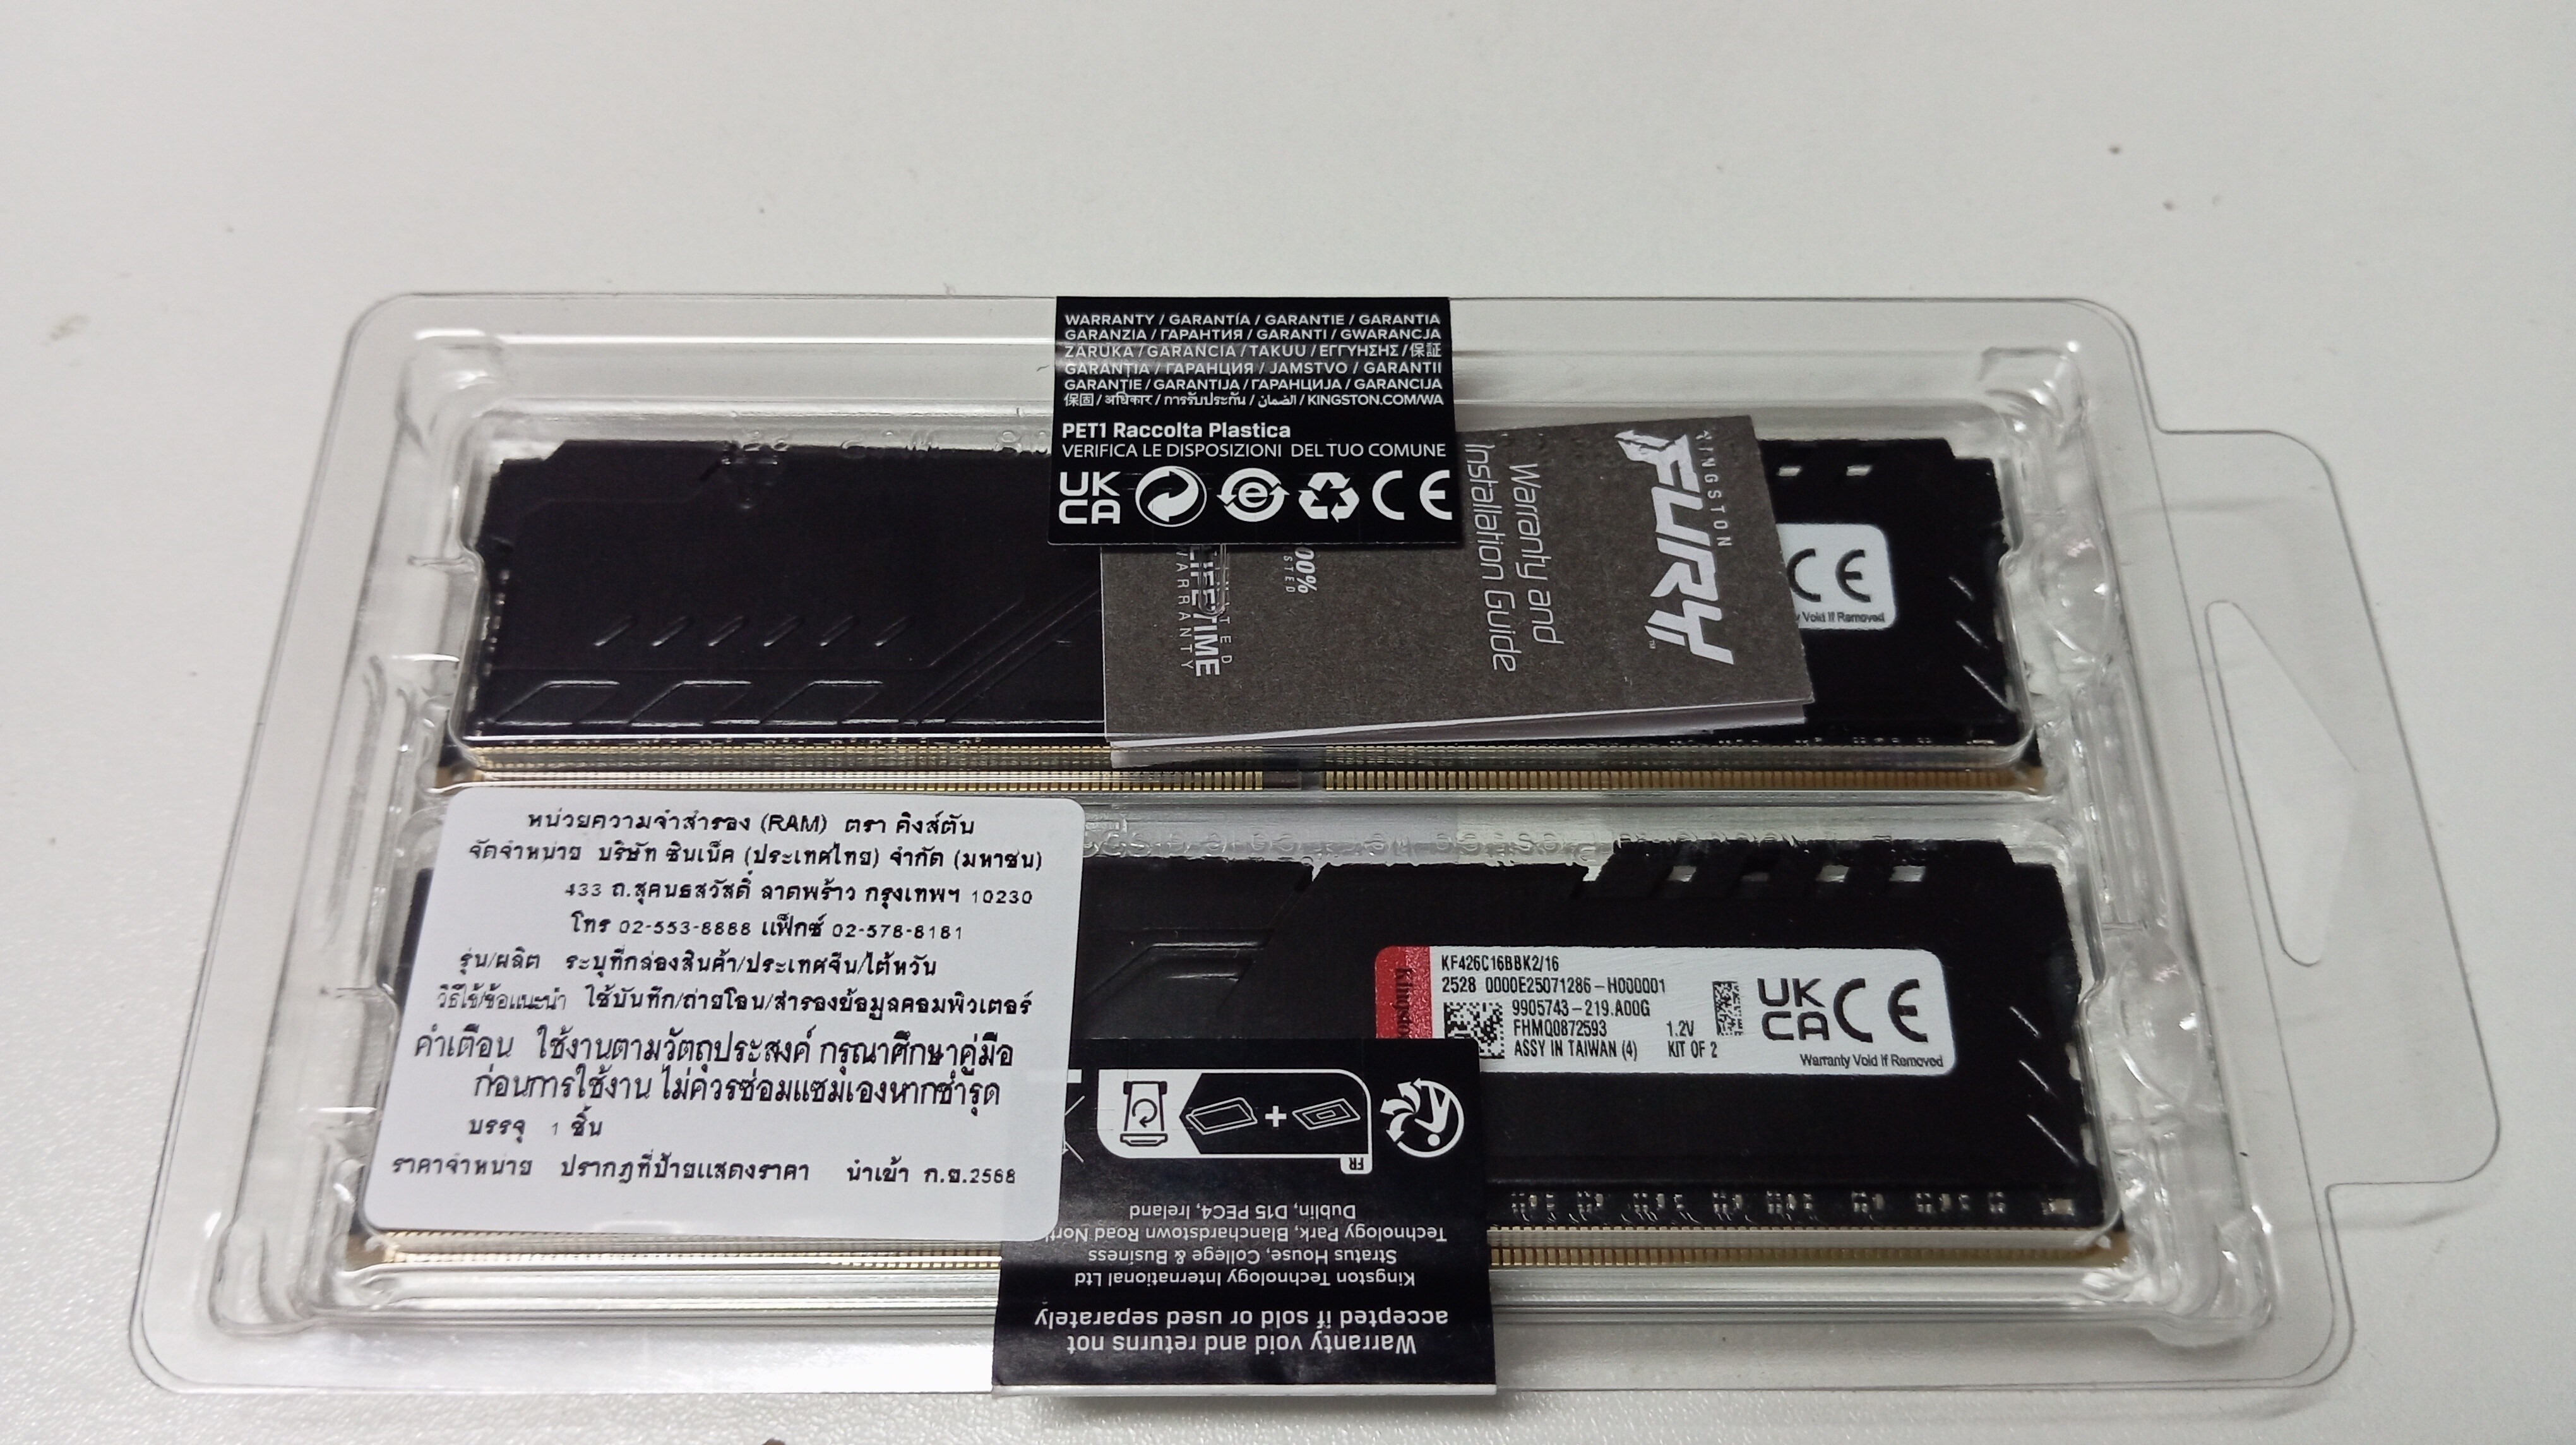 WARRANTY / GARANTÍA / GARANTIE / GARANTIA
GARANZIA / ГАРАНТИЯ / GARANTI / GWARANCJA
ZÁRUKA / GARANCIA / TAKUU / ΕΓΓΥΗΣΗΣ / 保証
GARANȚIA / ГАРАНЦИЯ / JAMSTVO / GARANTII
GARANTIE / GARANTIJA / ГАРАНЦИЈА / GARANCIJA
保固 / अधिकार / การรับประกัน / الضمان / KINGSTON.COM/WA
PET1 Raccolta Plastica
VERIFICA LE DISPOSIZIONI DEL TUO COMUNE
UK CA CE
KINGSTON
FURY
Warranty and
Installation Guide
00%
LIFETIME
WARRANTY
CE
Void If Removed
หน่วยความจำสำรอง (RAM) ตรา คิงส์ตัน
จัดจำหน่าย บริษัท ซินเน็ค (ประเทศไทย) จำกัด (มหาชน)
433 ถ.สุคนธสวัสดิ์ ลาดพร้าว กรุงเทพฯ 10230
โทร 02-553-8888 แฟ็กซ์ 02-578-8181
รุ่น/ผลิต ระบุที่กล่องสินค้า/ประเทศจีน/ไต้หวัน
วิธีใช้/ข้อแนะนำ ใช้บันทึก/ถ่ายโอน/สำรองข้อมูลคอมพิวเตอร์
คำเตือน ใช้งานตามวัตถุประสงค์ กรุณาศึกษาคู่มือ
ก่อนการใช้งาน ไม่ควรซ่อมแซมเองหากชำรุด
บรรจุ 1 ชิ้น
ราคาจำหน่าย ปรากฏที่ป้ายแสดงราคา นำเข้า ก.ย.2568
KF426C16BBK2/16
2528 0000E25071286-H000001
9905743-219.A00G
FHMQ0872593 1.2V
ASSY IN TAIWAN (4) KIT OF 2
UK CA CE
Warranty Void If Removed
FR
Warranty void and returns not
accepted if sold or used separately
Kingston Technology International Ltd
Stratus House, College & Business
Technology Park, Blanchardstown Road
Dublin, D15 PEC4, Ireland